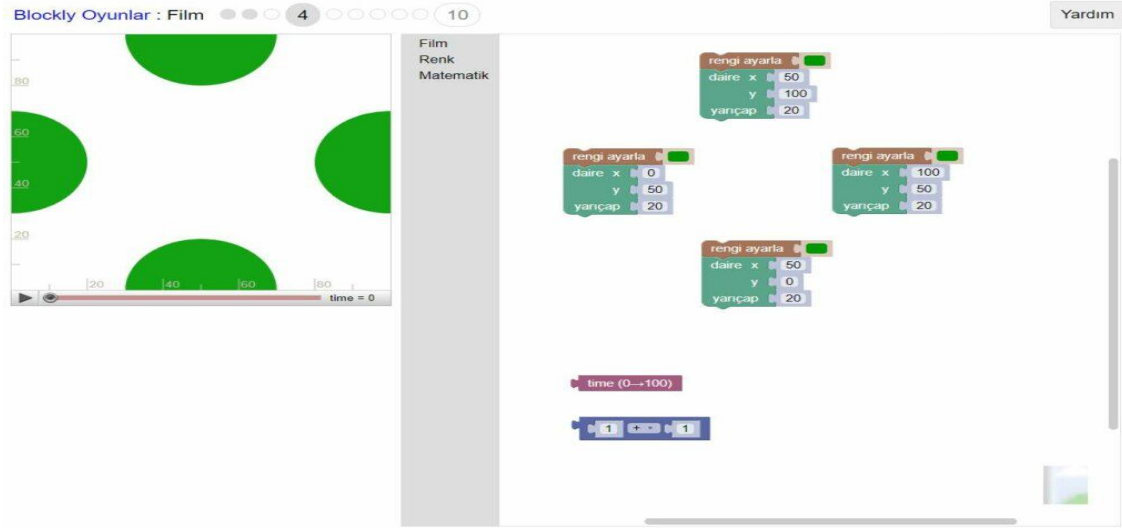 Blockly Oyunlar : Film 4 10 Yardım
Film
Renk
Matematik
80
60
40
20
20 40 60 80
time = 0
rengi ayarla
daire x 50
y 100
yarıçap 20
rengi ayarla
daire x 0
y 50
yarıçap 20
rengi ayarla
daire x 100
y 50
yarıçap 20
rengi ayarla
daire x 50
y 0
yarıçap 20
time (0→100)
1 + - 1